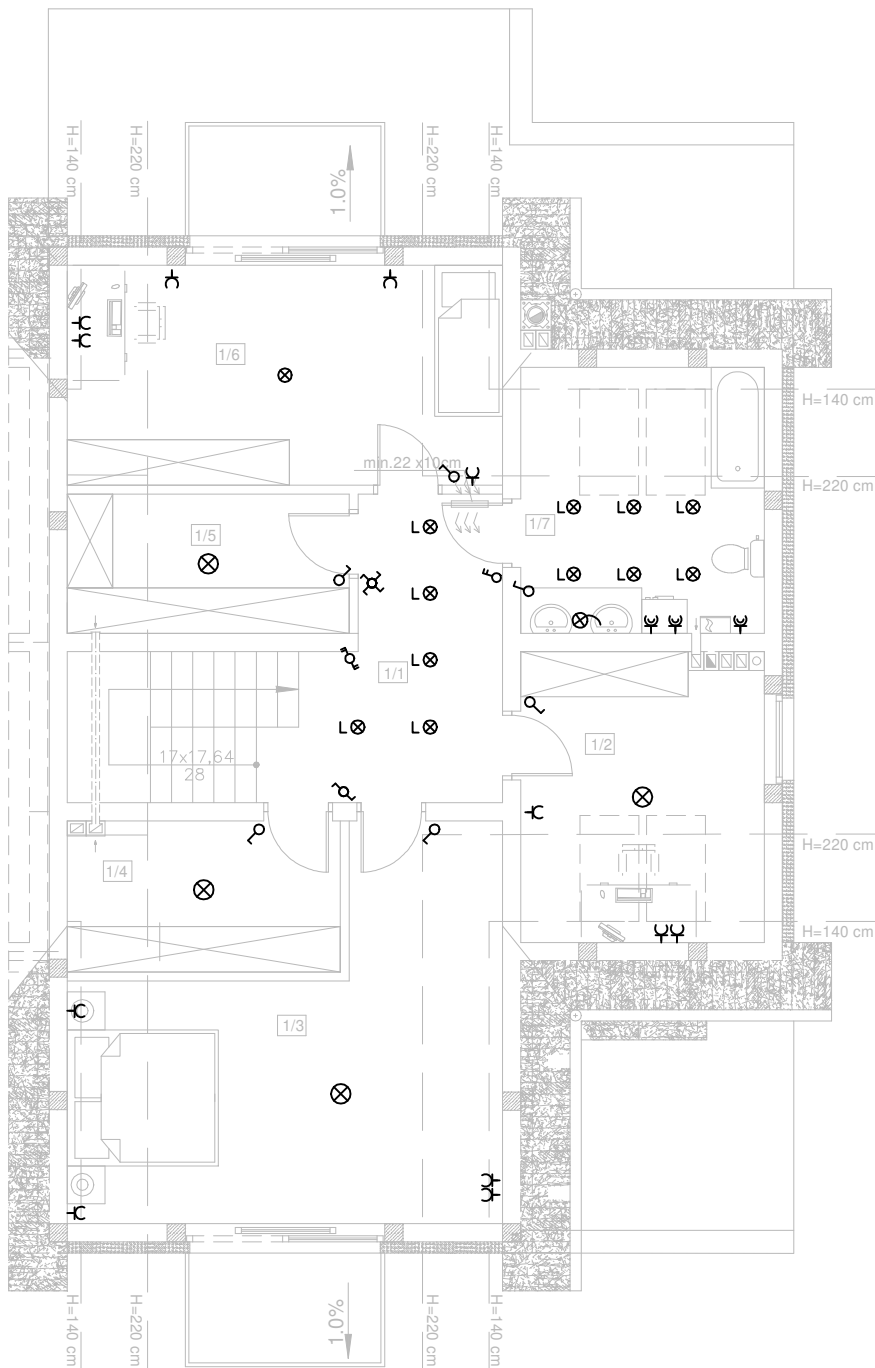 H=140 cm
H=220 cm
1.0%
H=220 cm
H=140 cm
1/6
H=140 cm
min.22 x10cm
H=220 cm
1/5
L
1/7
L
L
L
L
L
L
L
L
1/1
1/2
L
L
17x17,64
28
H=220 cm
1/4
H=140 cm
1/3
H=140 cm
H=220 cm
1.0%
H=220 cm
H=140 cm